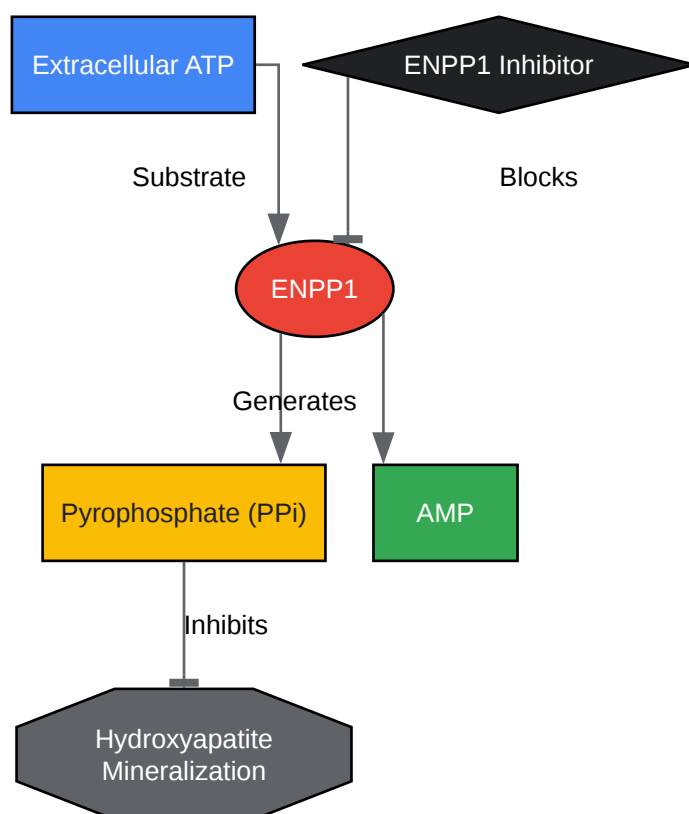 Extracellular ATP
ENPP1 Inhibitor
Substrate
Blocks
ENPP1
Generates
Pyrophosphate (PPi)
AMP
Inhibits
Hydroxyapatite
Mineralization